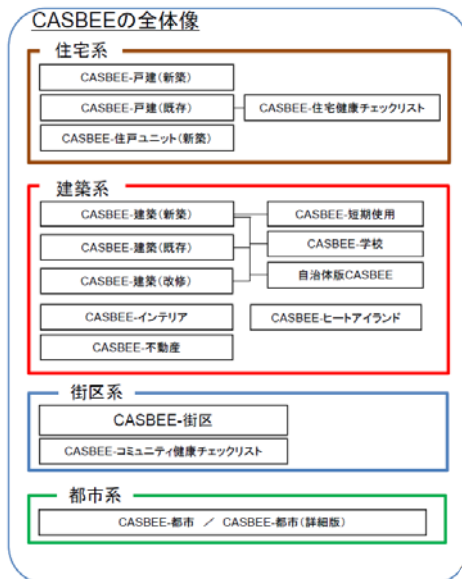 CASBEEの全体像
住宅系
CASBEE-戸建(新築)
CASBEE-戸建(既存)
CASBEE-住宅健康チェックリスト
CASBEE-住戸ユニット(新築)
建築系
CASBEE-建築(新築)
CASBEE-短期使用
CASBEE-建築(既存)
CASBEE-学校
CASBEE-建築(改修)
自治体版CASBEE
CASBEE-インテリア
CASBEE-ヒートアイランド
CASBEE-不動産
街区系
CASBEE-街区
CASBEE-コミュニティ健康チェックリスト
都市系
CASBEE-都市 ／ CASBEE-都市(詳細版)